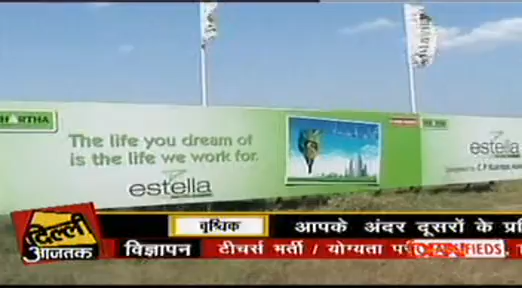 The life you dream of
is the life we work for.
estella
estella
वृश्चिक
आपके अंदर दूसरों के प्रति
दिल्ली
आजतक
विज्ञापन
टीचर्स भर्ती / योग्यता
CLASSIFIEDS